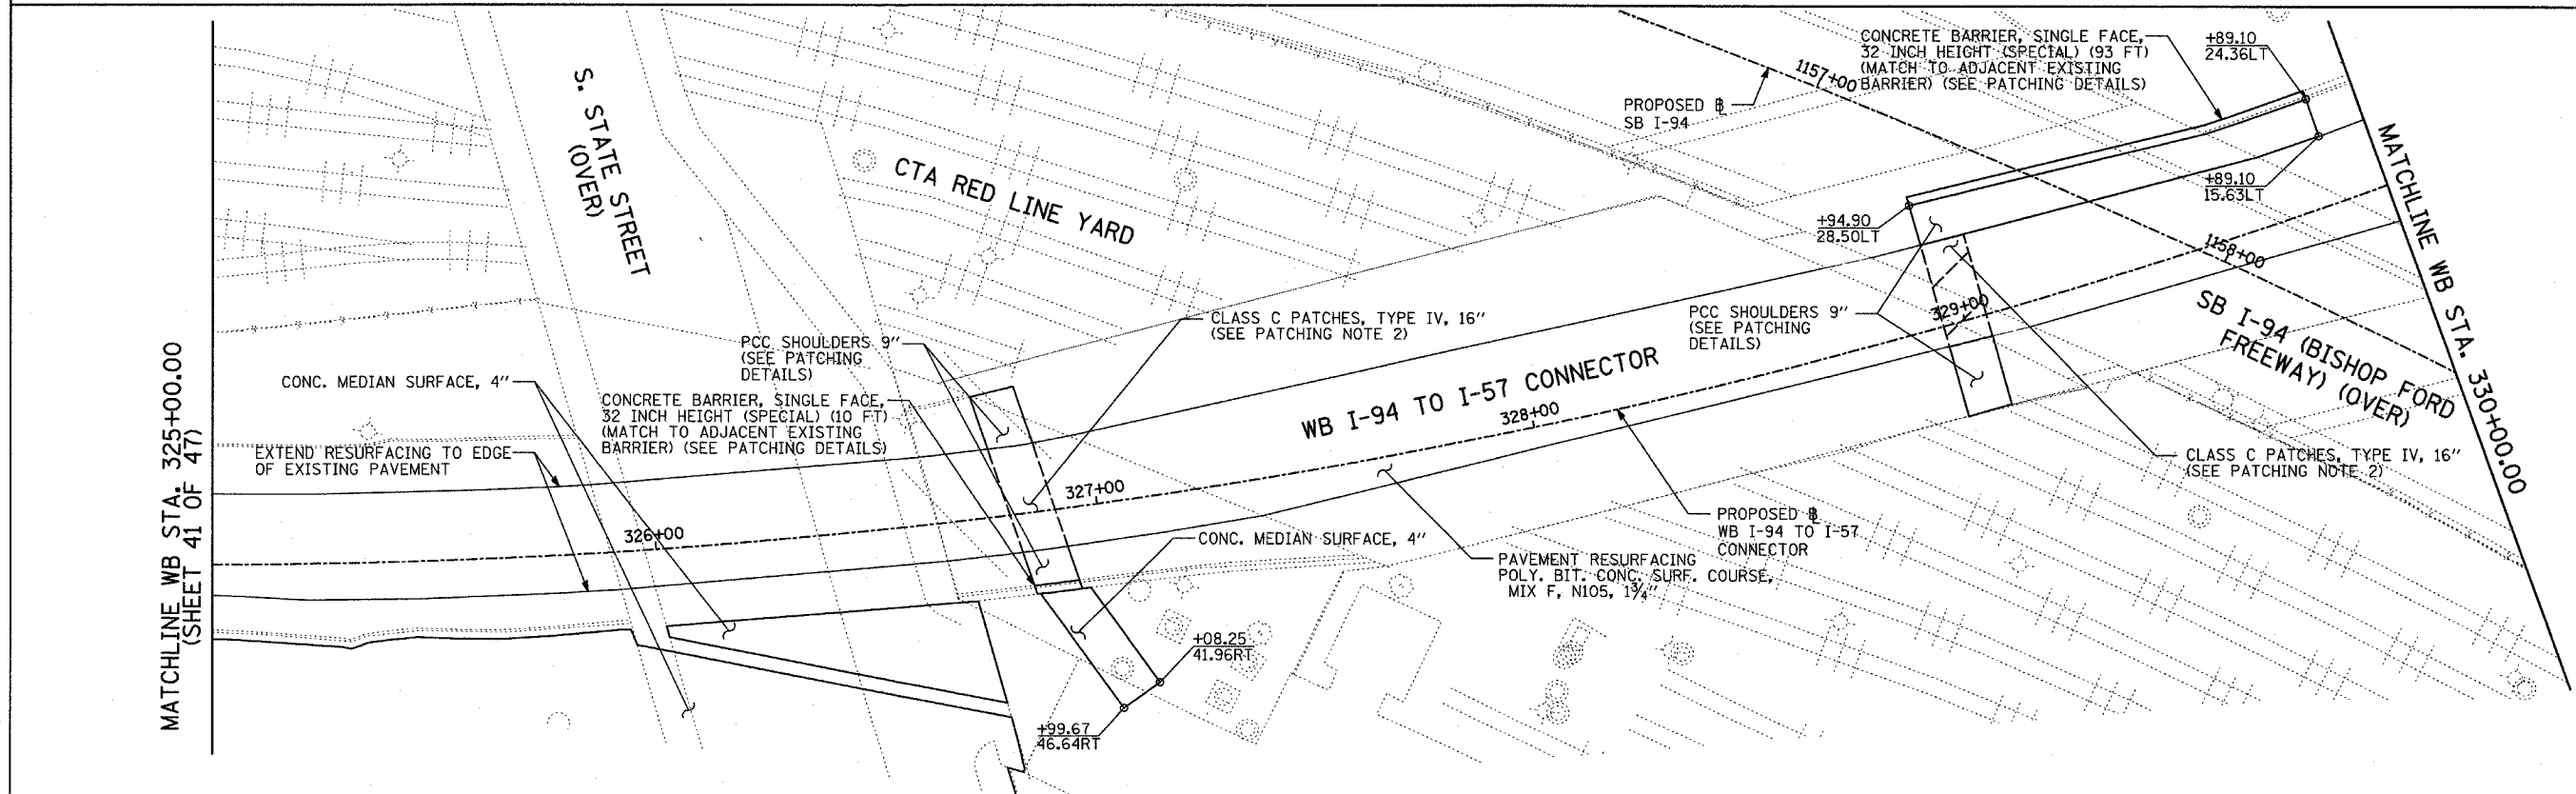 MATCHLINE WB STA. 325+00.00
(SHEET 41 OF 47)
S. STATE STREET
(OVER)
CTA RED LINE YARD
CONC. MEDIAN SURFACE, 4"
EXTEND RESURFACING TO EDGE
OF EXISTING PAVEMENT
326+00
PCC SHOULDERS 9"
(SEE PATCHING
DETAILS)
CONCRETE BARRIER, SINGLE FACE,
32 INCH HEIGHT (SPECIAL) (10 FT)
(MATCH TO ADJACENT EXISTING
BARRIER) (SEE PATCHING DETAILS)
CLASS C PATCHES, TYPE IV, 16"
(SEE PATCHING NOTE 2)
327+00
CONC. MEDIAN SURFACE, 4"
+08.25
41.96RT
+99.67
46.64RT
WB I-94 TO I-57 CONNECTOR
328+00
PAVEMENT RESURFACING
POLY. BIT. CONC. SURF. COURSE,
MIX F, N105, 1¾"
PROPOSED ℄
WB I-94 TO I-57
CONNECTOR
PROPOSED ℄
SB I-94
1157+00
CONCRETE BARRIER, SINGLE FACE,
32 INCH HEIGHT (SPECIAL) (93 FT)
(MATCH TO ADJACENT EXISTING
BARRIER) (SEE PATCHING DETAILS)
+89.10
24.36LT
+89.10
15.63LT
+94.90
28.50LT
PCC SHOULDERS 9"
(SEE PATCHING
DETAILS)
329+00
1158+00
SB I-94 (BISHOP FORD
FREEWAY) (OVER)
CLASS C PATCHES, TYPE IV, 16"
(SEE PATCHING NOTE 2)
MATCHLINE WB STA. 330+00.00